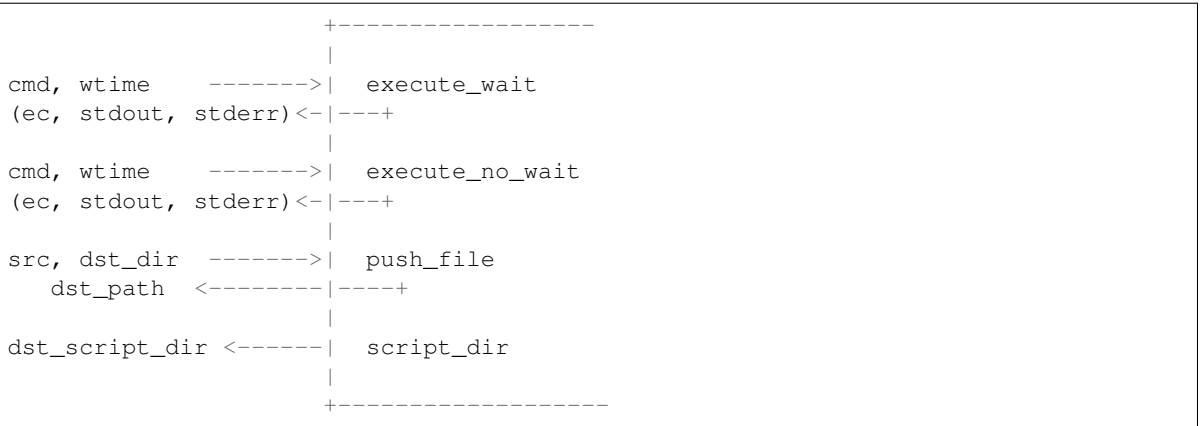 +------------------
|
cmd, wtime    ------->|  execute_wait
(ec, stdout, stderr)<-|---+
|
cmd, wtime    ------->|  execute_no_wait
(ec, stdout, stderr)<-|---+
|
src, dst_dir  ------->|  push_file
dst_path  <--------|----+
|
dst_script_dir <------|  script_dir
|
+-------------------